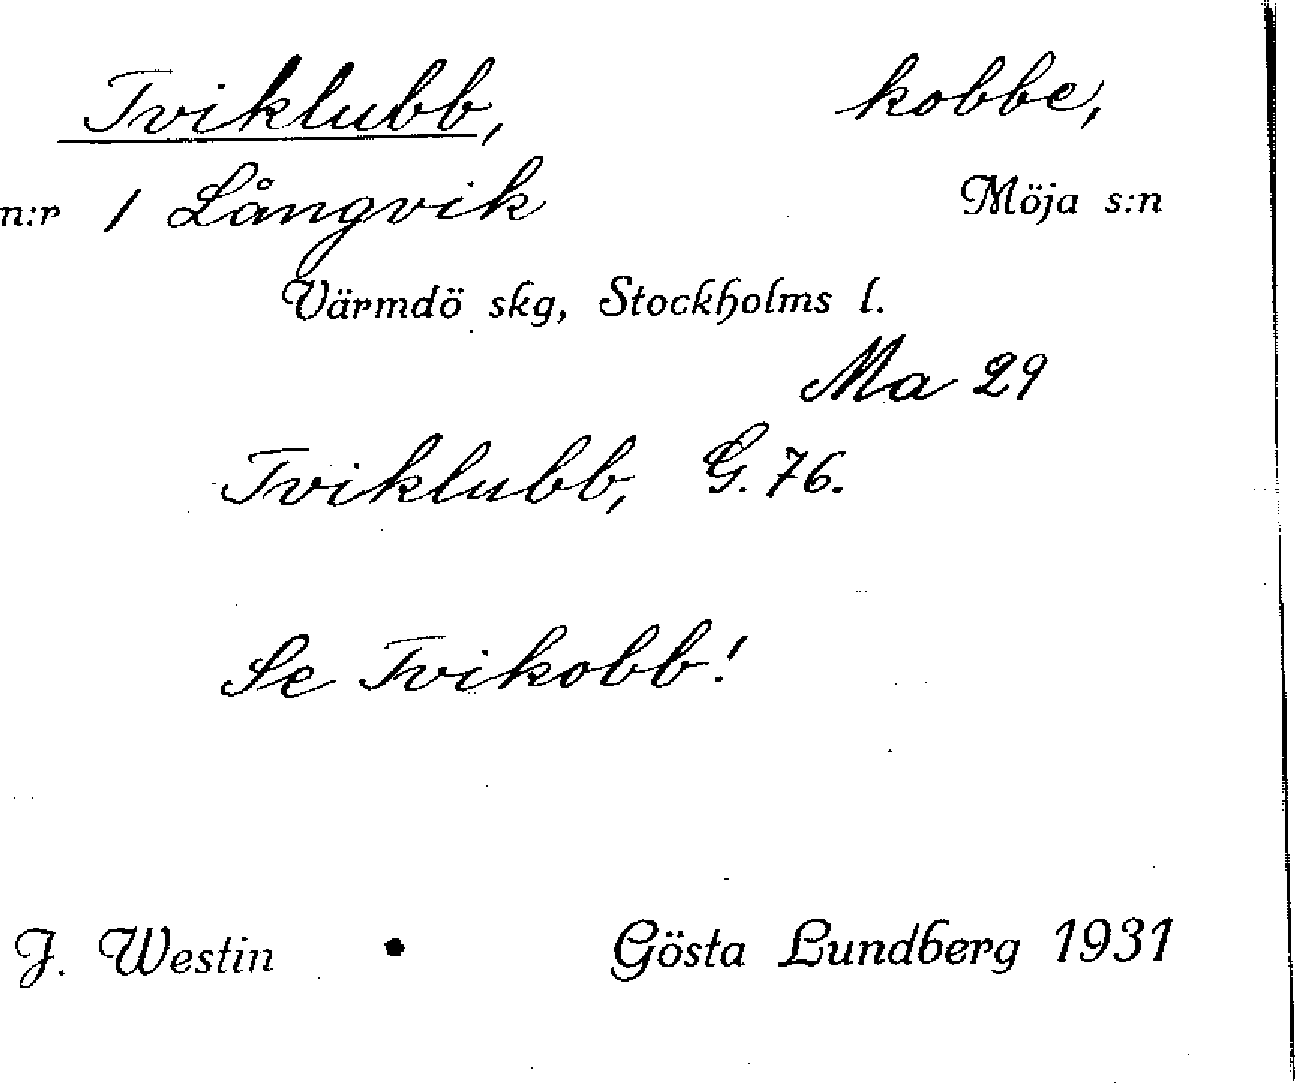 Tviklubb, kobbe,
n:r 1 Långvik Möja s:n
Värmdö skg, Stockholms l.
Ma 29
Tviklubb, G. 76.
Se Tvikobb!
J. Westin • Gösta Lundberg 1931